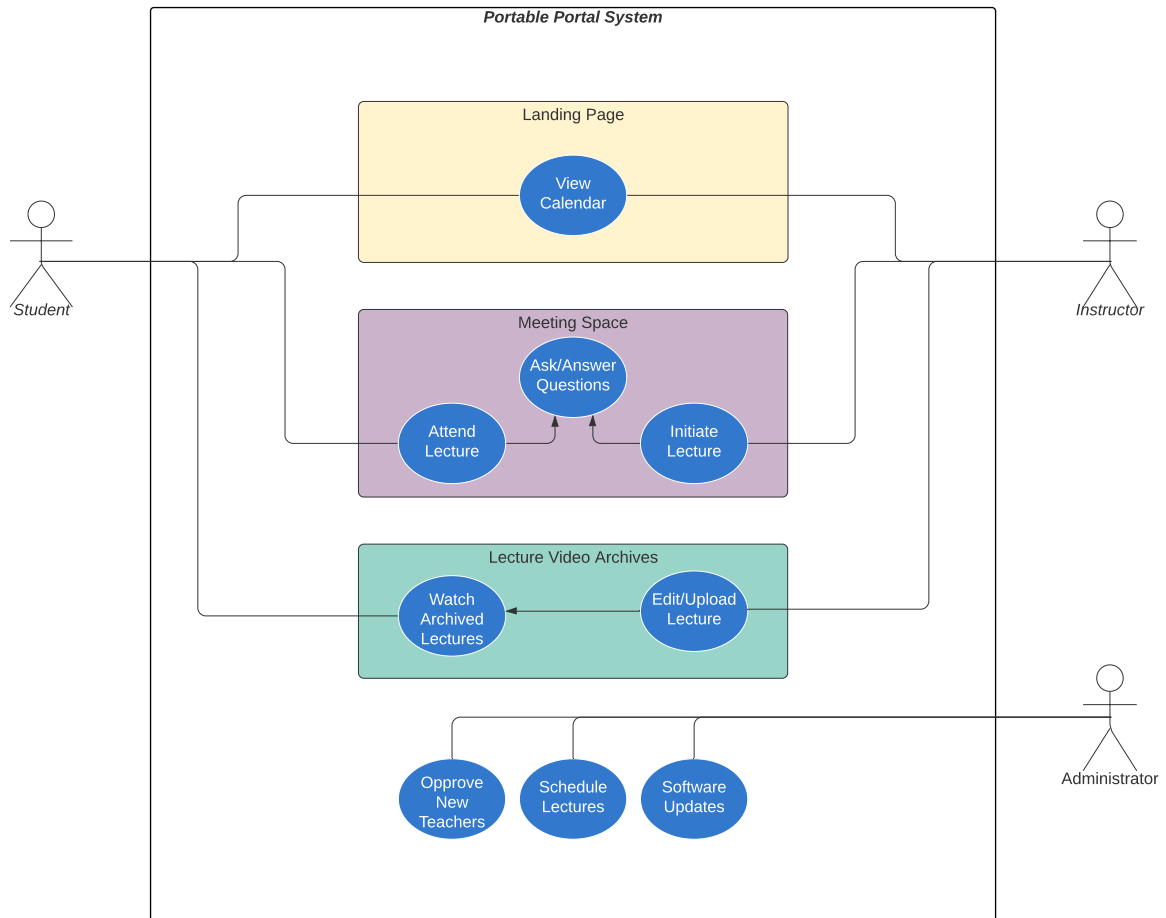 Portable Portal System
Landing Page
View
Calendar
Student
Instructor
Meeting Space
Ask/Answer
Questions
Attend
Lecture
Initiate
Lecture
Lecture Video Archives
Watch
Archived
Lectures
Edit/Upload
Lecture
Administrator
Opprove
New
Teachers
Schedule
Lectures
Software
Updates